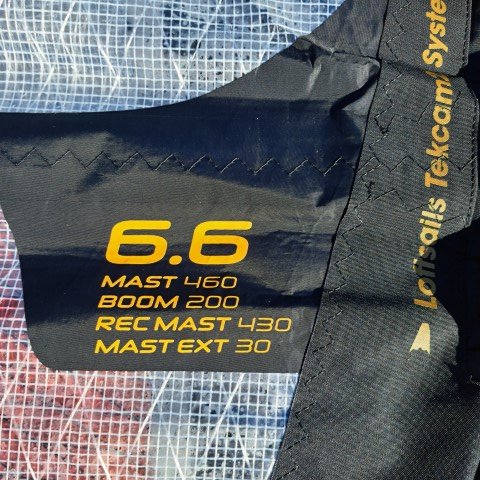 6.6
MAST 460
BOOM 200
REC MAST 430
MAST EXT 30
Loftsails Tekcam System